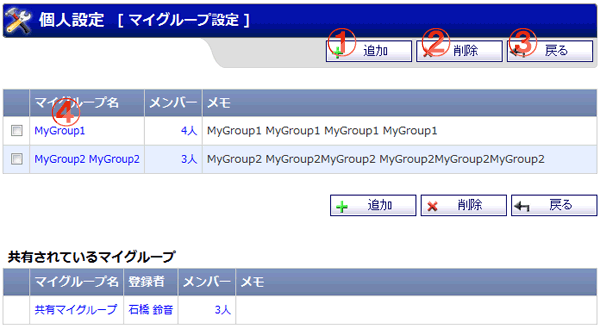 個人設定 [ マイグループ設定 ]
① 追加 ② 削除 ③ 戻る
マイグループ名 メンバー メモ
④
MyGroup1 4人 MyGroup1 MyGroup1 MyGroup1 MyGroup1
MyGroup2 MyGroup2 3人 MyGroup2 MyGroup2MyGroup2 MyGroup2MyGroup2MyGroup2
追加 削除 戻る
共有されているマイグループ
マイグループ名 登録者 メンバー メモ
共有マイグループ 石橋 鈴音 3人